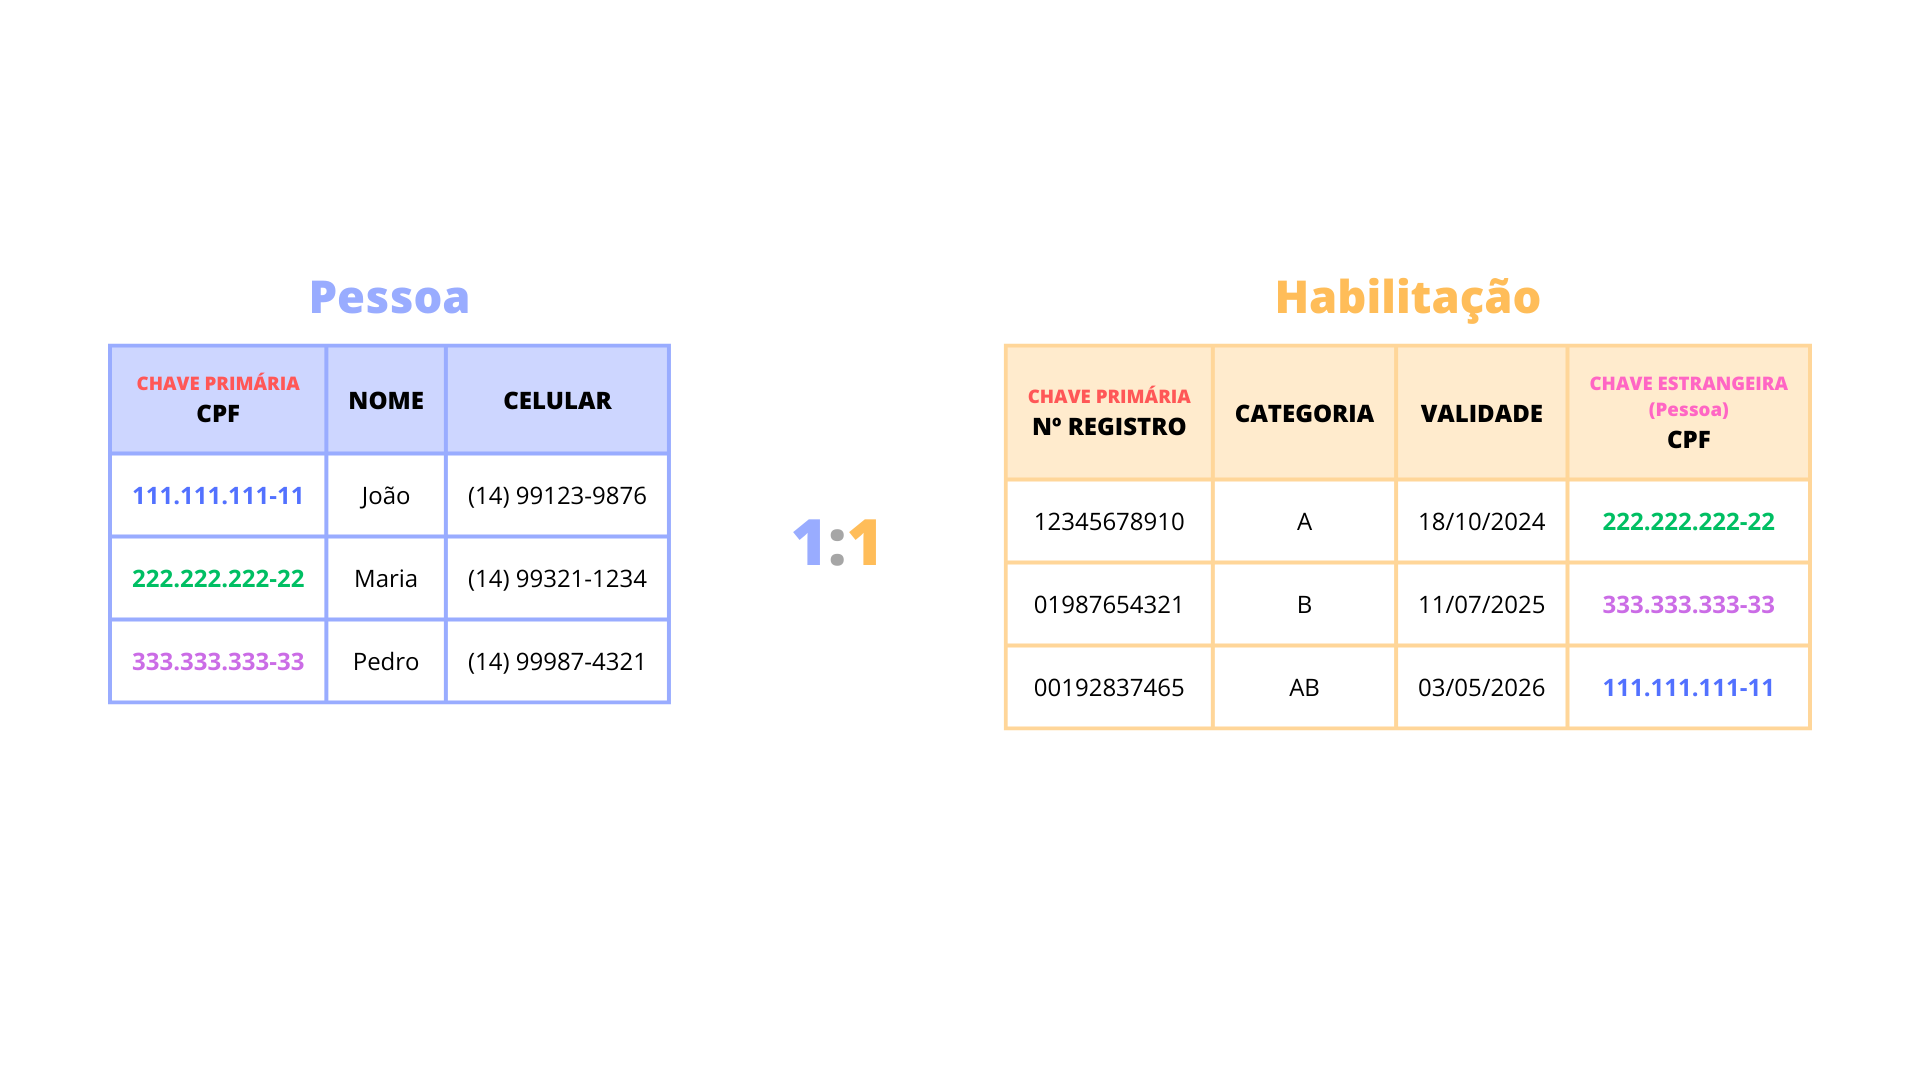 Pessoa
CHAVE PRIMÁRIA
CPF
NOME
CELULAR
111.111.111-11 João (14) 99123-9876
222.222.222-22 Maria (14) 99321-1234
333.333.333-33 Pedro (14) 99987-4321
1:1
Habilitação
CHAVE PRIMÁRIA
Nº REGISTRO
CATEGORIA
VALIDADE
CHAVE ESTRANGEIRA
(Pessoa)
CPF
12345678910 A 18/10/2024 222.222.222-22
01987654321 B 11/07/2025 333.333.333-33
00192837465 AB 03/05/2026 111.111.111-11